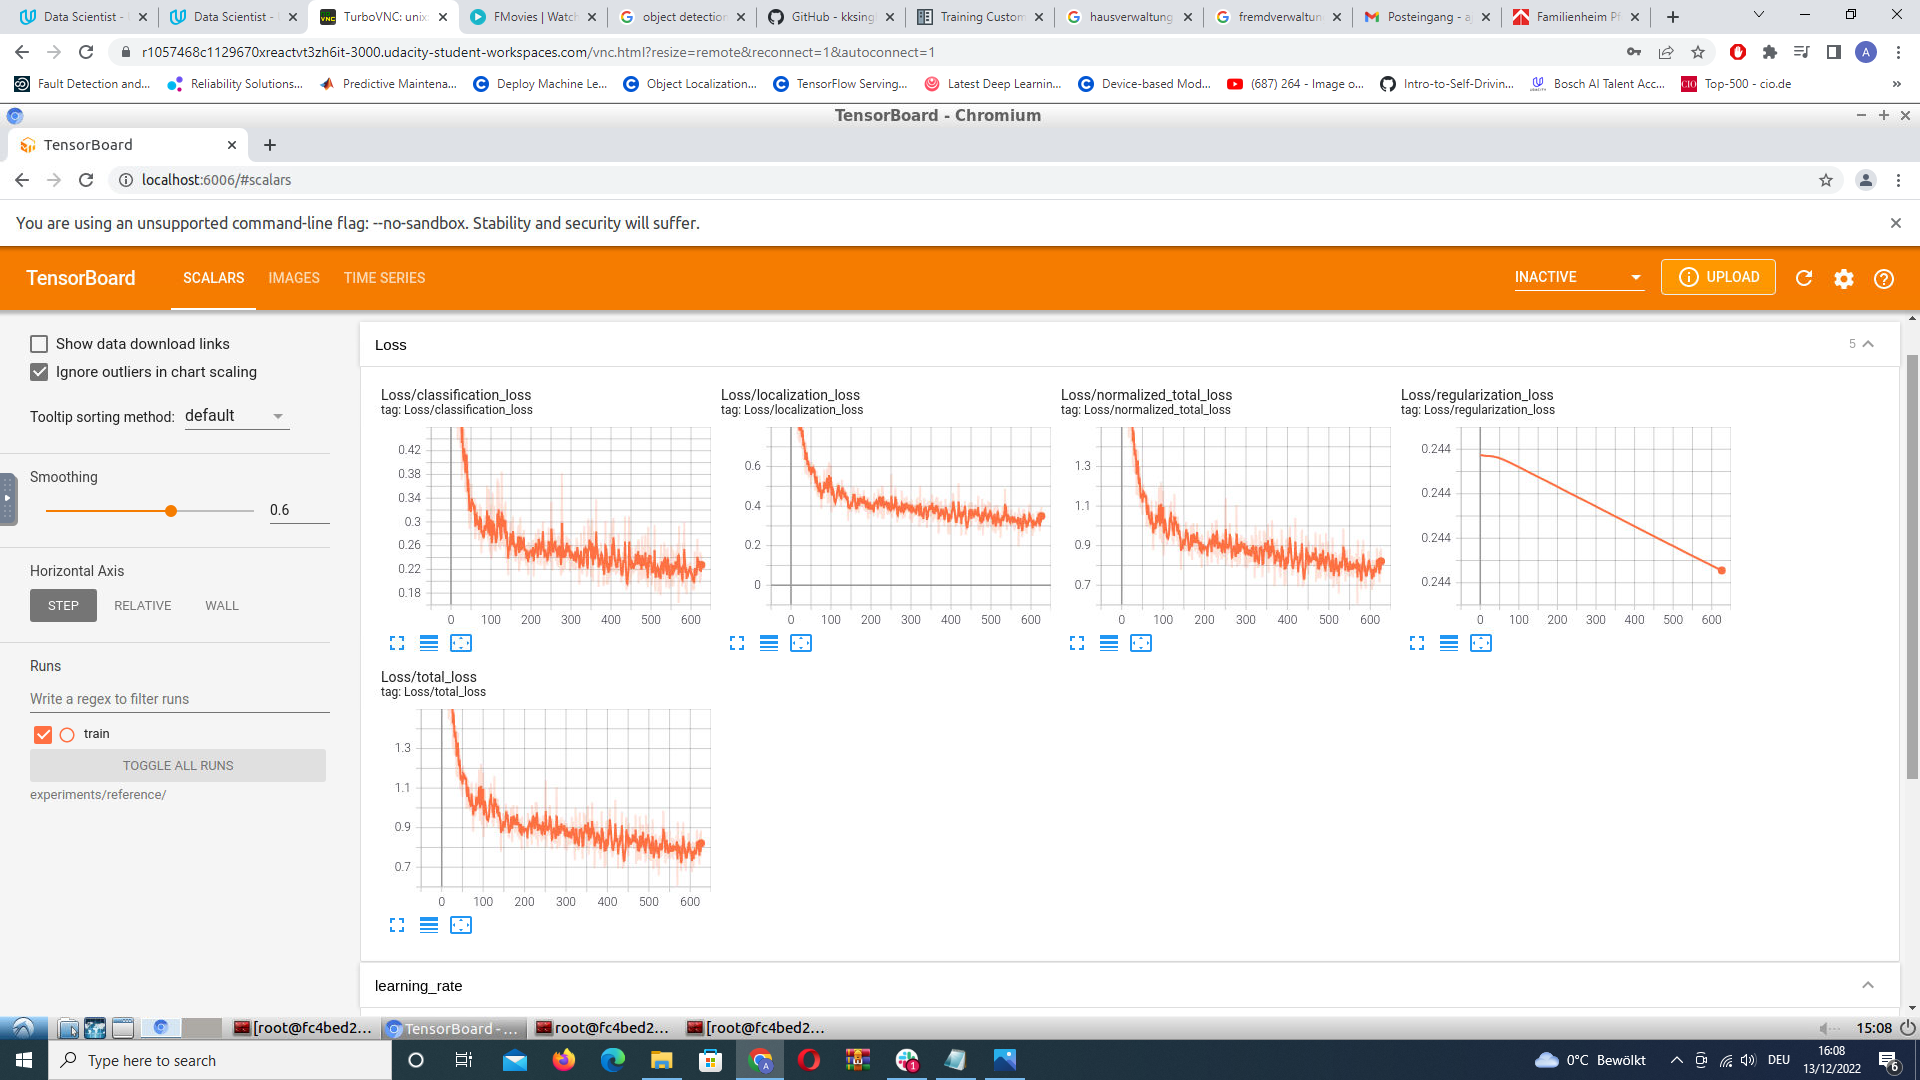 Data Scientist -
Data Scientist -
TurboVNC: unix
FMovies | Watch
object detection
GitHub - kksing
Training Custom
hausverwaltung
fremdverwaltun
Posteingang - aj
Familienheim Pf
r1057468c1129670xreactvt3zh6it-3000.udacity-student-workspaces.com/vnc.html?resize=remote&reconnect=1&autoconnect=1
A
Fault Detection and...
Reliability Solutions...
Predictive Maintena...
Deploy Machine Le...
Object Localization...
TensorFlow Serving...
Latest Deep Learnin...
Device-based Mod...
(687) 264 - Image o...
Intro-to-Self-Drivin...
Bosch AI Talent Acc...
Top-500 - cio.de
TensorBoard - Chromium
TensorBoard
localhost:6006/#scalars
You are using an unsupported command-line flag: --no-sandbox. Stability and security will suffer.
TensorBoard
SCALARS
IMAGES
TIME SERIES
INACTIVE
UPLOAD
Show data download links
Ignore outliers in chart scaling
Tooltip sorting method: default
Smoothing
0.6
Horizontal Axis
STEP
RELATIVE
WALL
Runs
Write a regex to filter runs
train
TOGGLE ALL RUNS
experiments/reference/
Loss
5
Loss/classification_loss
tag: Loss/classification_loss
0.42
0.38
0.34
0.3
0.26
0.22
0.18
0 100 200 300 400 500 600
Loss/localization_loss
tag: Loss/localization_loss
0.6
0.4
0.2
0
0 100 200 300 400 500 600
Loss/normalized_total_loss
tag: Loss/normalized_total_loss
1.3
1.1
0.9
0.7
0 100 200 300 400 500 600
Loss/regularization_loss
tag: Loss/regularization_loss
0.244
0.244
0.244
0.244
0 100 200 300 400 500 600
Loss/total_loss
tag: Loss/total_loss
1.3
1.1
0.9
0.7
0 100 200 300 400 500 600
learning_rate
[root@fc4bed2...
TensorBoard - ...
root@fc4bed2...
[root@fc4bed2...
15:08
Type here to search
0°C Bewölkt
DEU
16:08
13/12/2022
6